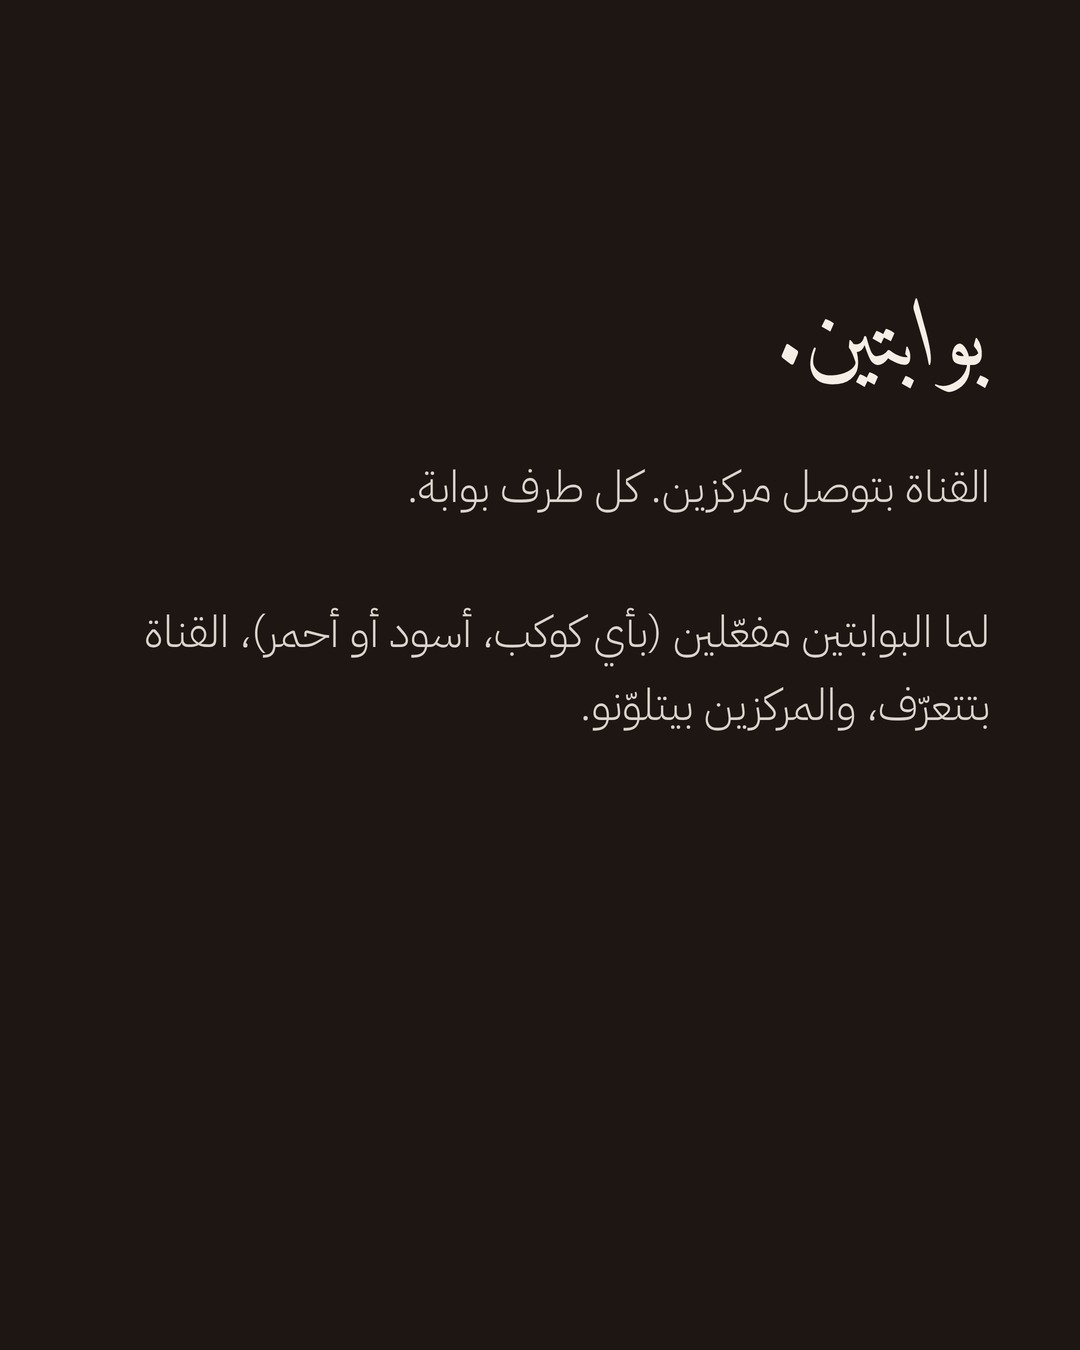 بوابتين.
القناة بتوصل مركزين. كل طرف بوابة.
لما البوابتين مفعّلين (بأي كوكب، أسود أو أحمر)، القناة
بتتعرّف، والمركزين بيتلوّنو.